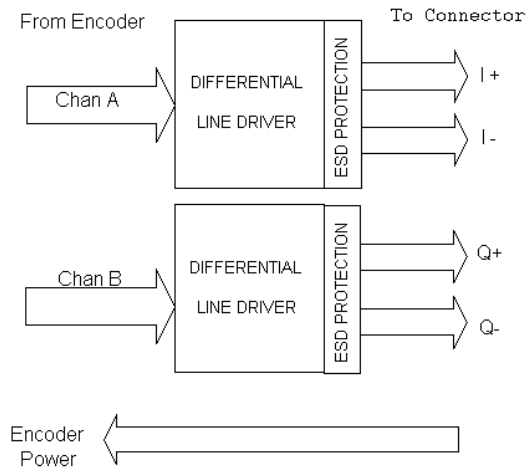 From Encoder
To Connector
Chan A
DIFFERENTIAL
LINE DRIVER
ESD PROTECTION
I+
I-
Chan B
DIFFERENTIAL
LINE DRIVER
ESD PROTECTION
Q+
Q-
Encoder
Power